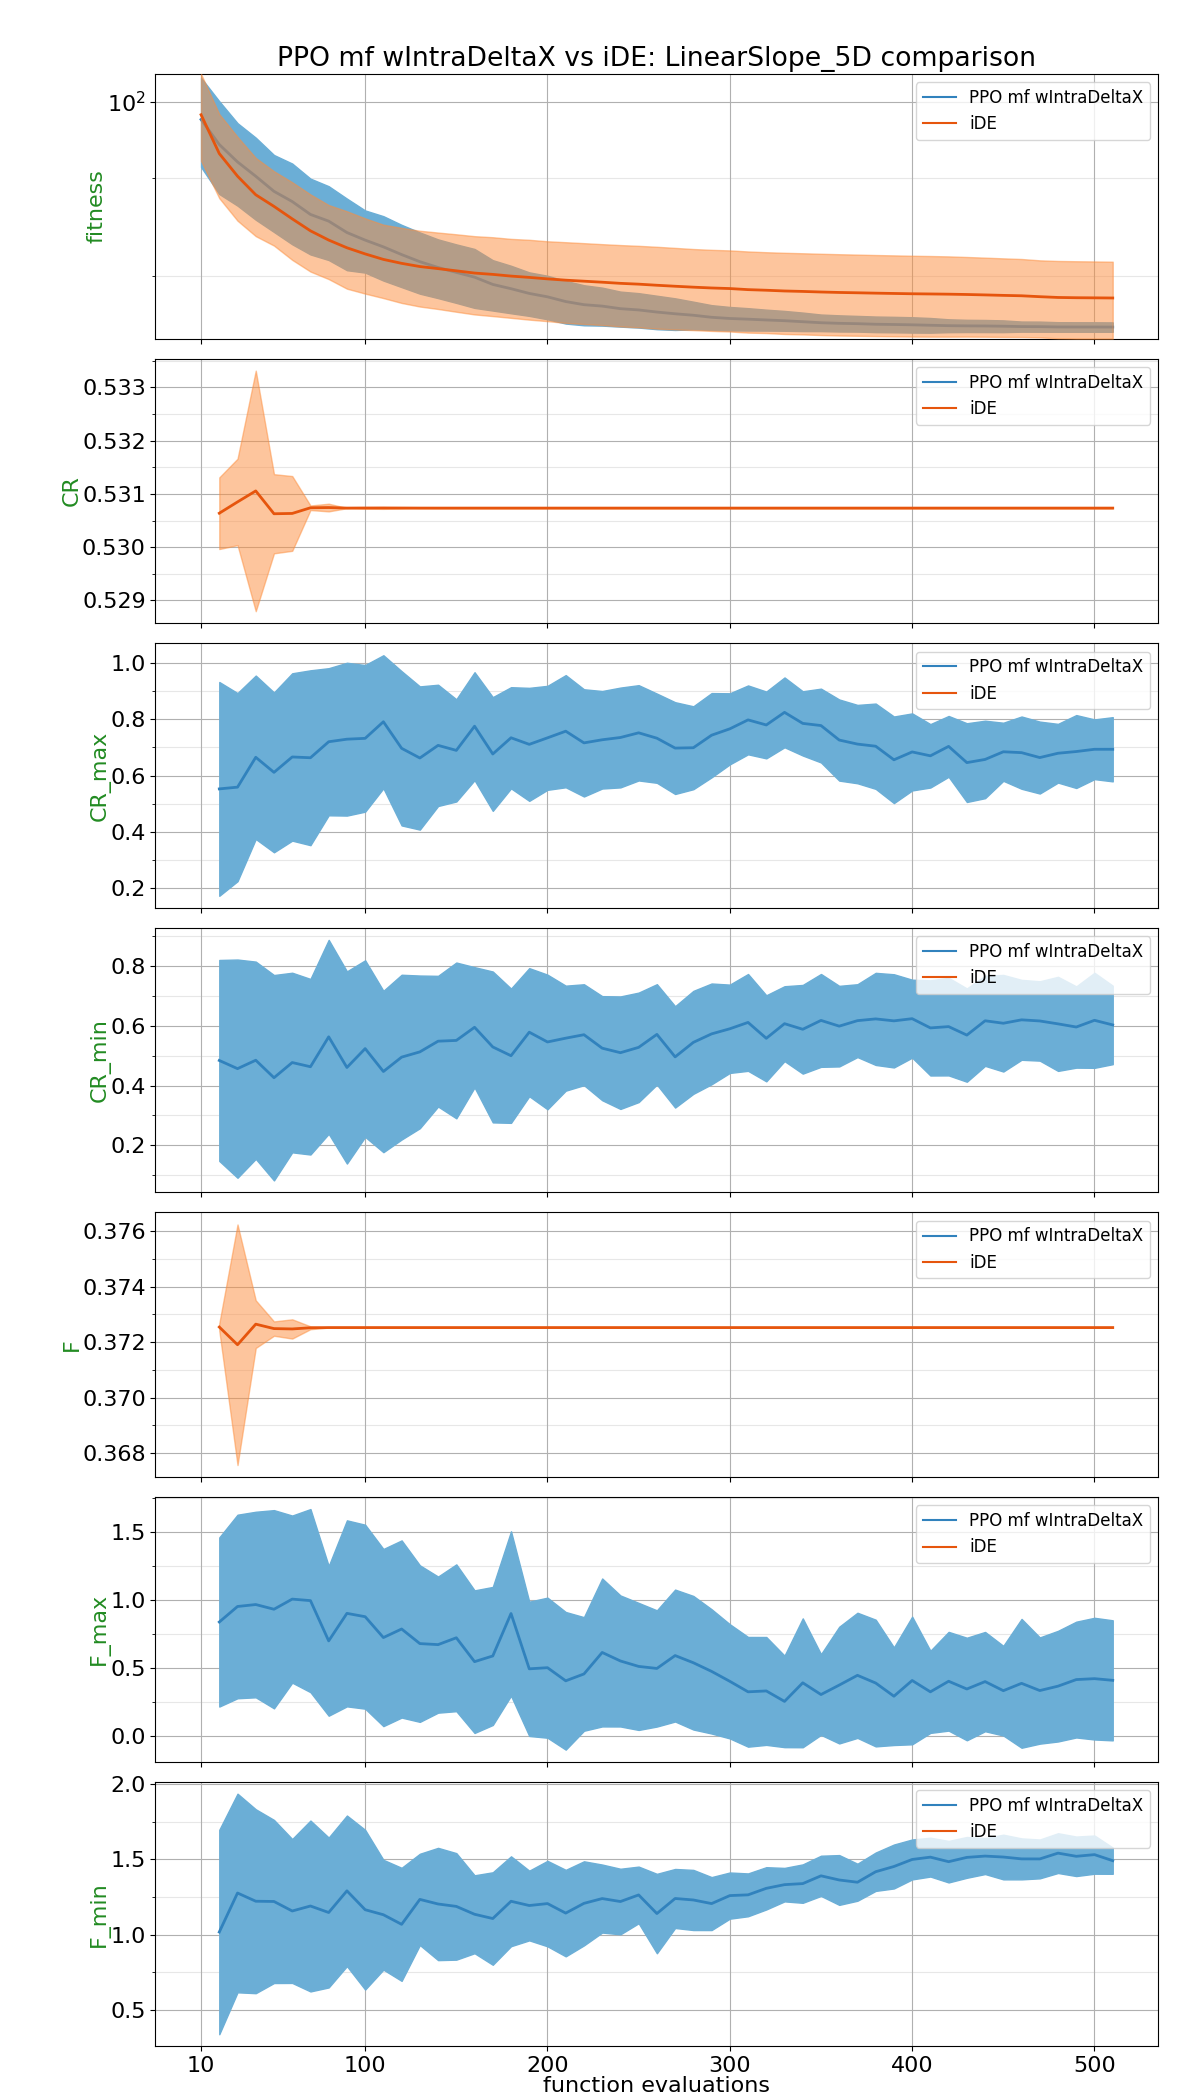 PPO mf wIntraDeltaX vs iDE: LinearSlope_5D comparison
10²
fitness
PPO mf wIntraDeltaX
iDE
0.533
0.532
0.531
0.530
0.529
CR
PPO mf wIntraDeltaX
iDE
1.0
0.8
0.6
0.4
0.2
CR_max
PPO mf wIntraDeltaX
iDE
0.8
0.6
0.4
0.2
CR_min
PPO mf wIntraDeltaX
iDE
0.376
0.374
0.372
0.370
0.368
F
PPO mf wIntraDeltaX
iDE
1.5
1.0
0.5
0.0
F_max
PPO mf wIntraDeltaX
iDE
2.0
1.5
1.0
0.5
F_min
PPO mf wIntraDeltaX
iDE
10 100 200 300 400 500
function evaluations